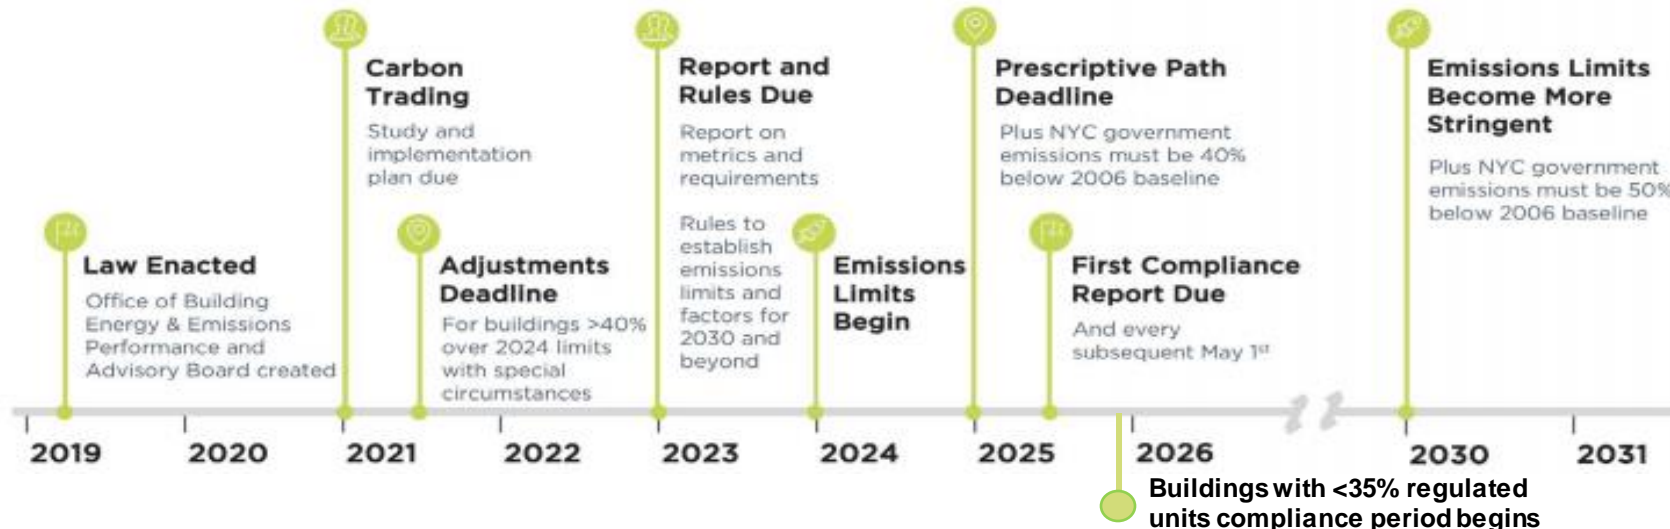 Carbon
Trading
Study and
implementation
plan due
Report and
Rules Due
Report on
metrics and
requirements
Rules to
establish
emissions
limits and
factors for
2030 and
beyond
Prescriptive Path
Deadline
Plus NYC government
emissions must be 40%
below 2006 baseline
Emissions Limits
Become More
Stringent
Plus NYC government
emissions must be 50%
below 2006 baseline
Law Enacted
Office of Building
Energy & Emissions
Performance and
Advisory Board created
Adjustments
Deadline
For buildings >40%
over 2024 limits
with special
circumstances
Emissions
Limits
Begin
First Compliance
Report Due
And every
subsequent May 1st
2019
2020
2021
2022
2023
2024
2025
2026
2030
2031
Buildings with <35% regulated
units compliance period begins